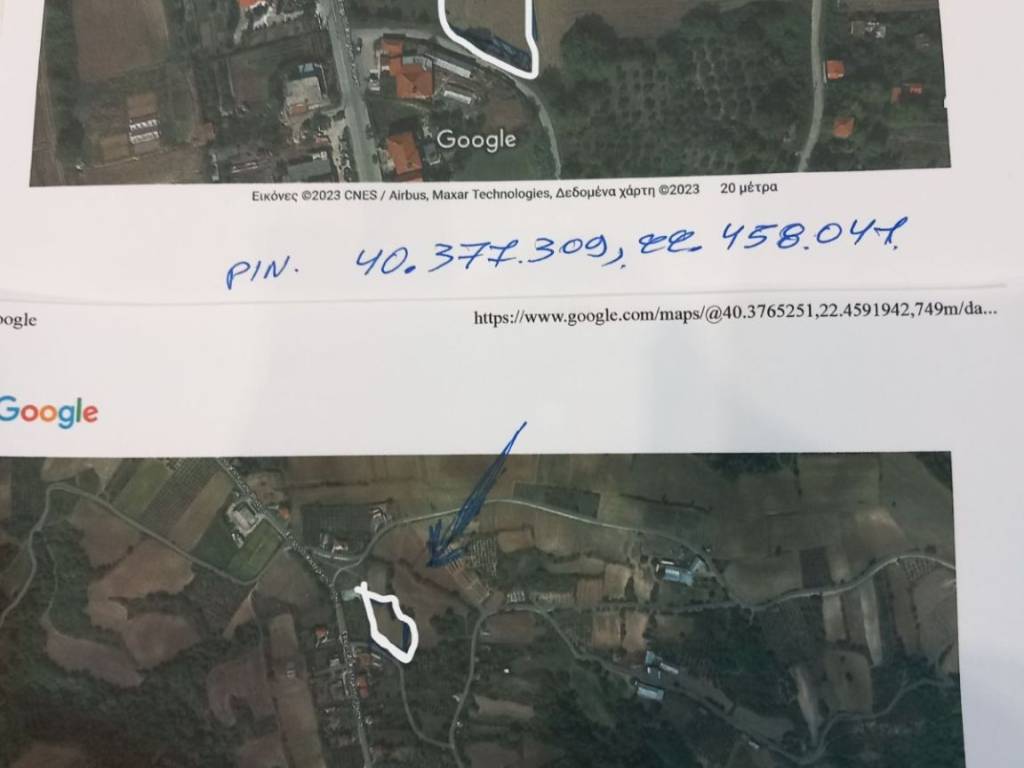 Google
Εικόνες ©2023 CNES / Airbus, Maxar Technologies, Δεδομένα χάρτη ©2023 20 μέτρα
PIN. 40.377.309, 22. 458.041.
oogle https://www.google.com/maps/@40.3765251,22.4591942,749m/da...
Google